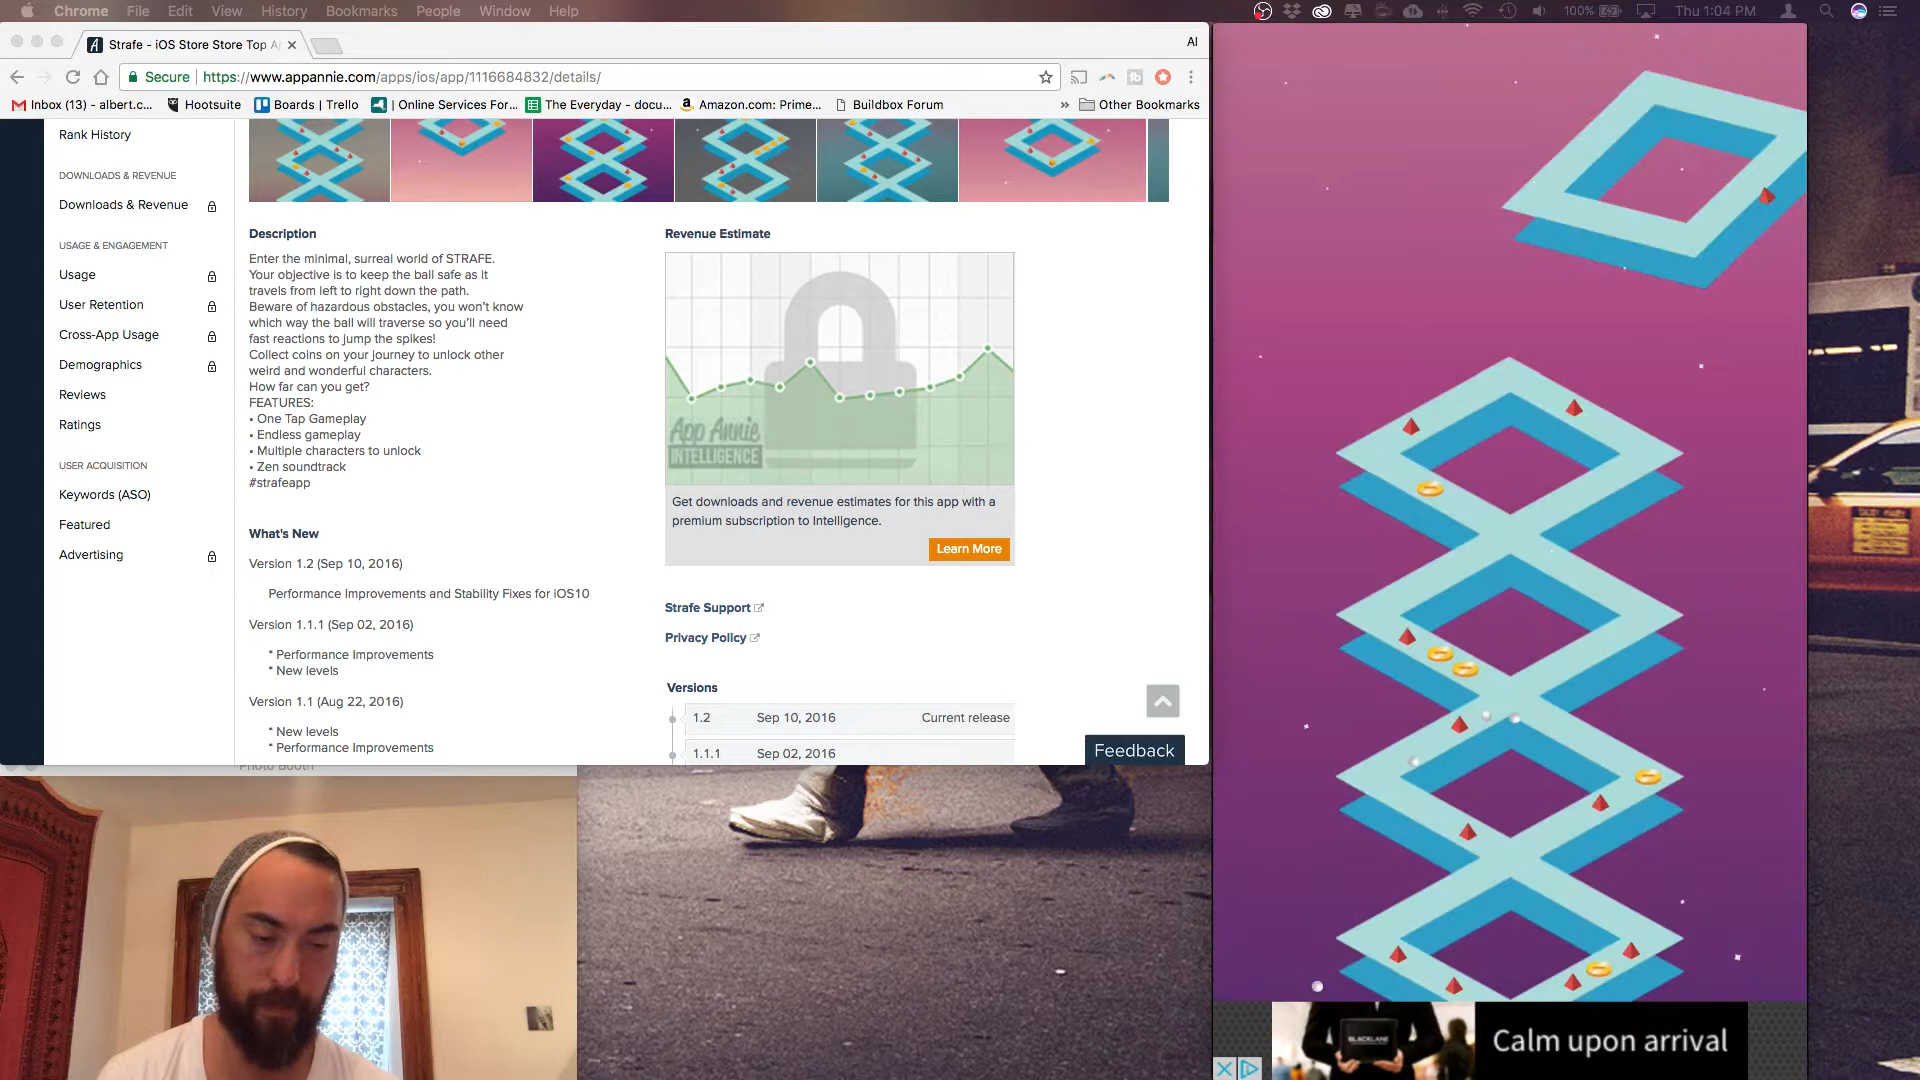 Chrome File Edit View History Bookmarks People Window Help
100% Thu 1:04 PM
Strafe - iOS Store Store Top A
AI
Secure https://www.appannie.com/apps/ios/app/1116684832/details/
Inbox (13) - albert.c... Hootsuite Boards | Trello | Online Services For... The Everyday - docu... Amazon.com: Prime... Buildbox Forum » Other Bookmarks
Rank History
DOWNLOADS & REVENUE
Downloads & Revenue
USAGE & ENGAGEMENT
Usage
User Retention
Cross-App Usage
Demographics
Reviews
Ratings
USER ACQUISITION
Keywords (ASO)
Featured
Advertising
Description
Enter the minimal, surreal world of STRAFE.
Your objective is to keep the ball safe as it
travels from left to right down the path.
Beware of hazardous obstacles, you won't know
which way the ball will traverse so you'll need
fast reactions to jump the spikes!
Collect coins on your journey to unlock other
weird and wonderful characters.
How far can you get?
FEATURES:
• One Tap Gameplay
• Endless gameplay
• Multiple characters to unlock
• Zen soundtrack
#strafeapp
What's New
Version 1.2 (Sep 10, 2016)
Performance Improvements and Stability Fixes for iOS10
Version 1.1.1 (Sep 02, 2016)
* Performance Improvements
* New levels
Version 1.1 (Aug 22, 2016)
* New levels
* Performance Improvements
Revenue Estimate
App Annie
INTELLIGENCE
Get downloads and revenue estimates for this app with a
premium subscription to Intelligence.
Learn More
Strafe Support
Privacy Policy
Versions
1.2 Sep 10, 2016 Current release
1.1.1 Sep 02, 2016
Feedback
Photo Booth
BLACKLANE
Calm upon arrival